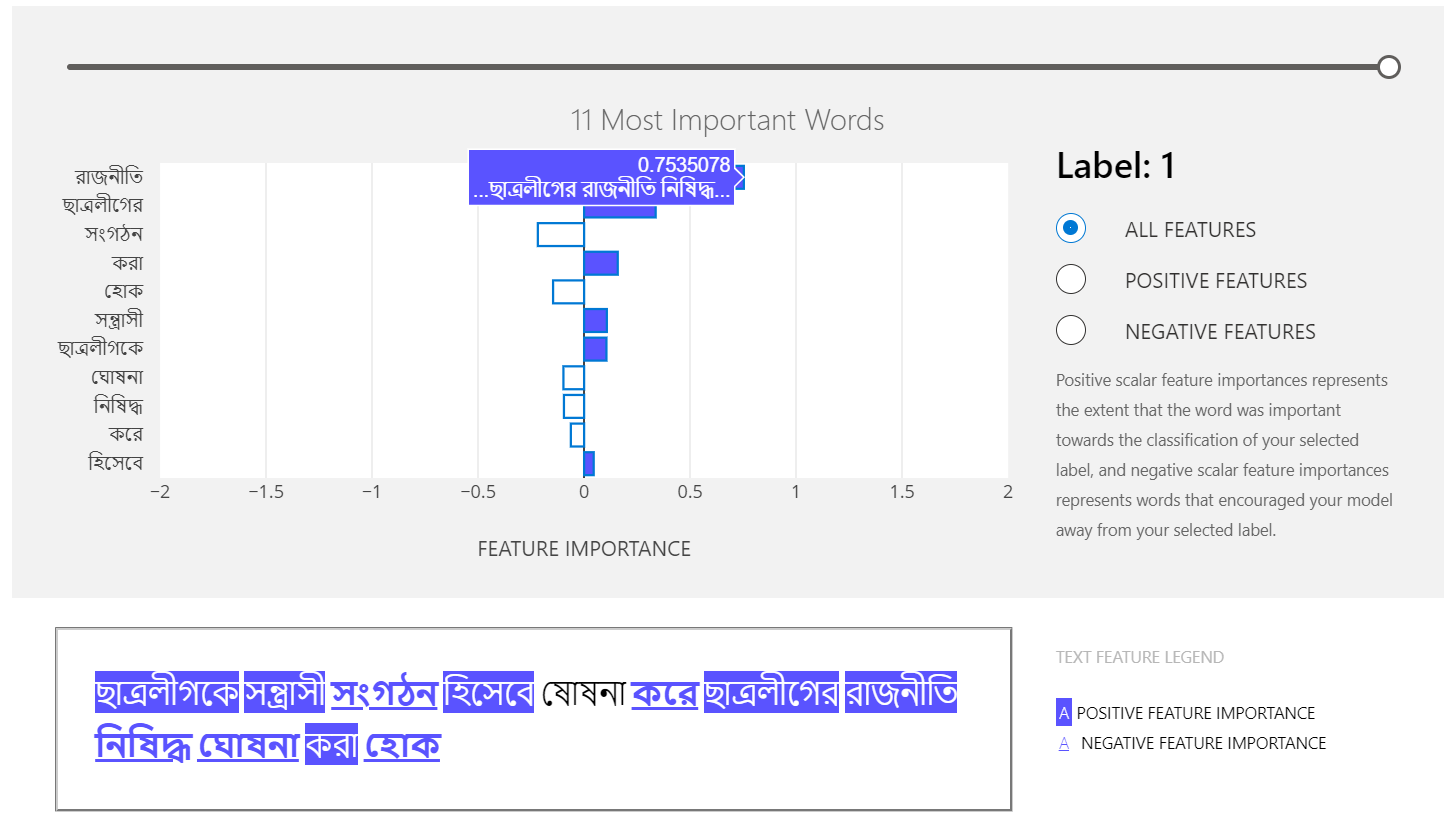 11 Most Important Words
0.7535078
...ছাত্রলীগের রাজনীতি নিষিদ্ধ...
রাজনীতি
ছাত্রলীগের
সংগঠন
করা
হোক
সন্ত্রাসী
ছাত্রলীগকে
ঘোষনা
নিষিদ্ধ
করে
হিসেবে
−2 −1.5 −1 −0.5 0 0.5 1 1.5 2
FEATURE IMPORTANCE
Label: 1
ALL FEATURES
POSITIVE FEATURES
NEGATIVE FEATURES
Positive scalar feature importances represents
the extent that the word was important
towards the classification of your selected
label, and negative scalar feature importances
represents words that encouraged your model
away from your selected label.
ছাত্রলীগকে সন্ত্রাসী সংগঠন হিসেবে ষোষনা করে ছাত্রলীগের রাজনীতি
নিষিদ্ধ ঘোষনা করা হোক
TEXT FEATURE LEGEND
A POSITIVE FEATURE IMPORTANCE
A NEGATIVE FEATURE IMPORTANCE